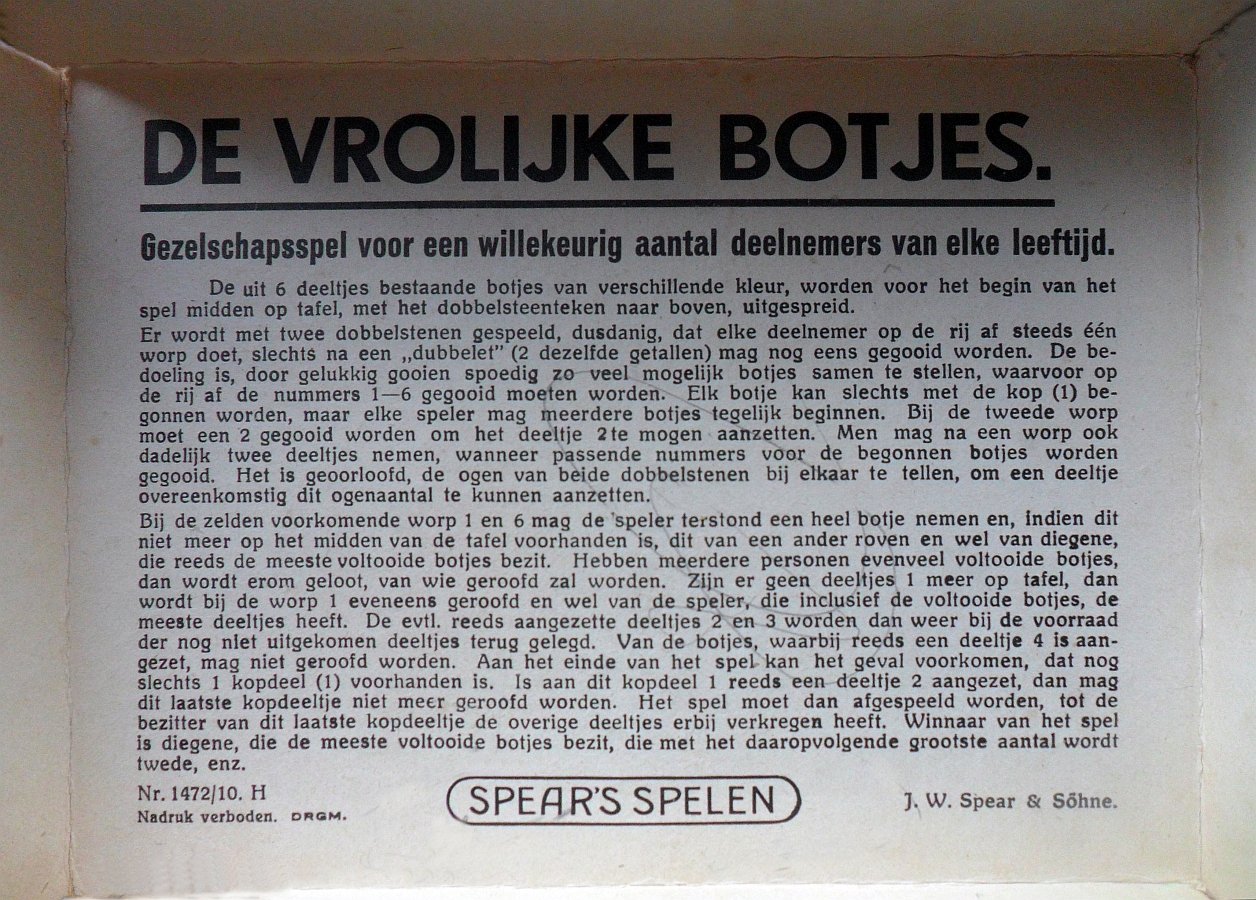 DE VROLIJKE BOTJES.
Gezelschapsspel voor een willekeurig aantal deelnemers van elke leeftijd.
De uit 6 deeltjes bestaande botjes van verschillende kleur, worden voor het begin van het
spel midden op tafel, met het dobbelsteenteken naar boven, uitgespreid.
Er wordt met twee dobbelstenen gespeeld, dusdanig, dat elke deelnemer op de rij af steeds één
worp doet, slechts na een „dubbelet" (2 dezelfde getallen) mag nog eens gegooid worden. De be-
doeling is, door gelukkig gooien spoedig zo veel mogelijk botjes samen te stellen, waarvoor op
de rij af de nummers 1—6 gegooid moeten worden. Elk botje kan slechts met de kop (1) be-
gonnen worden, maar elke speler mag meerdere botjes tegelijk beginnen. Bij de tweede worp
moet een 2 gegooid worden om het deeltje 2 te mogen aanzetten. Men mag na een worp ook
dadelijk twee deeltjes nemen, wanneer passende nummers voor de begonnen botjes worden
gegooid. Het is geoorloofd, de ogen van beide dobbelstenen bij elkaar te tellen, om een deeltje
overeenkomstig dit ogenaantal te kunnen aanzetten.
Bij de zelden voorkomende worp 1 en 6 mag de speler terstond een heel botje nemen en, indien dit
niet meer op het midden van de tafel voorhanden is, dit van een ander roven en wel van diegene,
die reeds de meeste voltooide botjes bezit. Hebben meerdere personen evenveel voltooide botjes,
dan wordt erom geloot, van wie geroofd zal worden. Zijn er geen deeltjes 1 meer op tafel, dan
wordt bij de worp 1 eveneens geroofd en wel van de speler, die inclusief de voltooide botjes, de
meeste deeltjes heeft. De evtl. reeds aangezette deeltjes 2 en 3 worden dan weer bij de voorraad
der nog niet uitgekomen deeltjes terug gelegd. Van de botjes, waarbij reeds een deeltje 4 is aan-
gezet, mag niet geroofd worden. Aan het einde van het spel kan het geval voorkomen, dat nog
slechts 1 kopdeel (1) voorhanden is. Is aan dit kopdeel 1 reeds een deeltje 2 aangezet, dan mag
dit laatste kopdeeltje niet meer geroofd worden. Het spel moet dan afgespeeld worden, tot de
bezitter van dit laatste kopdeeltje de overige deeltjes erbij verkregen heeft. Winnaar van het spel
is diegene, die de meeste voltooide botjes bezit, die met het daaropvolgende grootste aantal wordt
twede, enz.
Nr. 1472/10. H
Nadruk verboden. DRGM.
SPEAR'S SPELEN
J. W. Spear & Söhne.